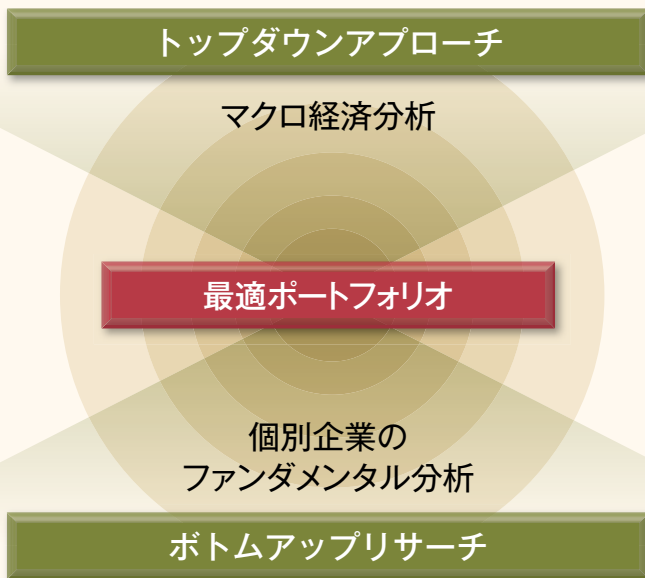 トップダウンアプローチ
マクロ経済分析
最適ポートフォリオ
個別企業の
ファンダメンタル分析
ボトムアップリサーチ